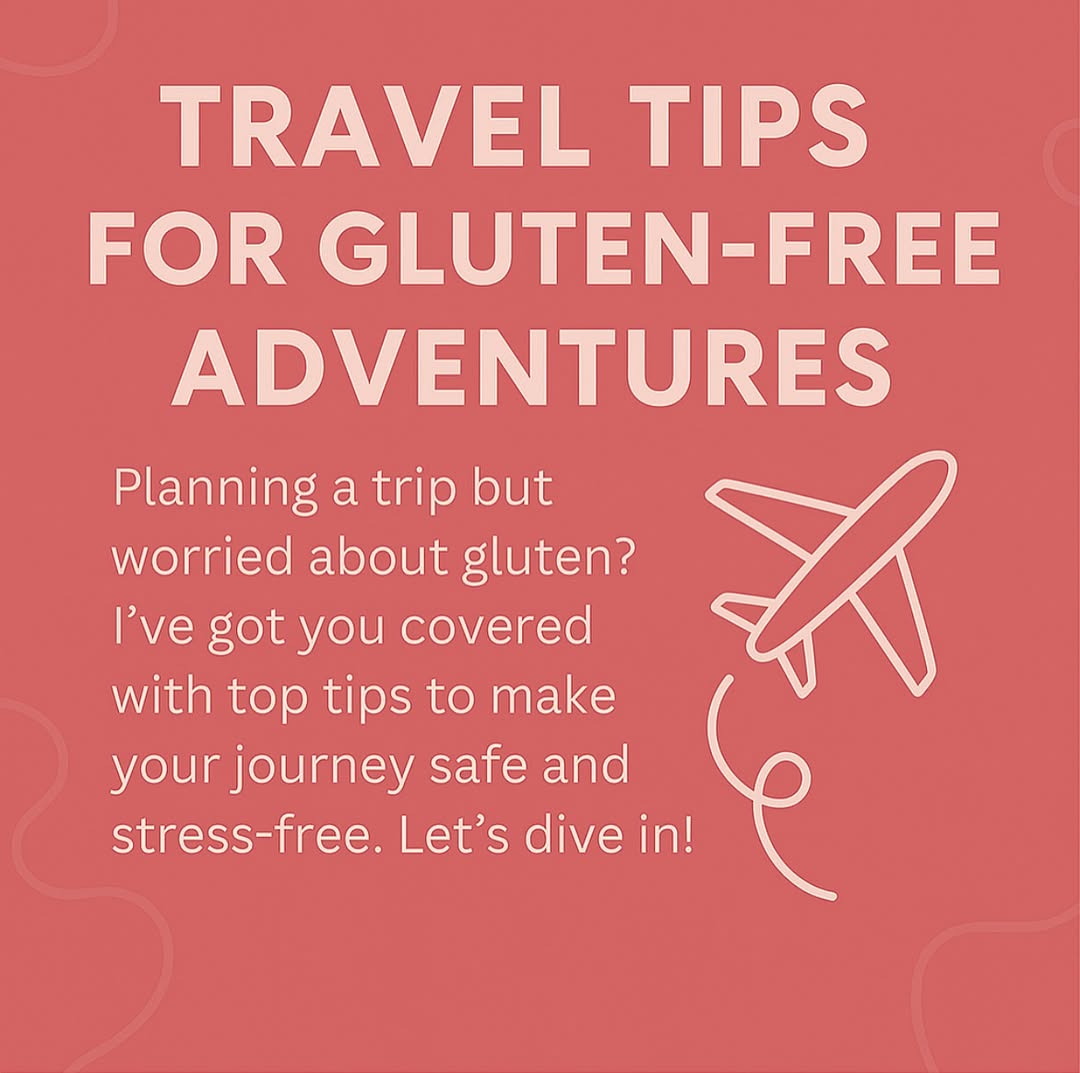 TRAVEL TIPS
FOR GLUTEN-FREE
ADVENTURES
Planning a trip but
worried about gluten?
I’ve got you covered
with top tips to make
your journey safe and
stress-free. Let’s dive in!